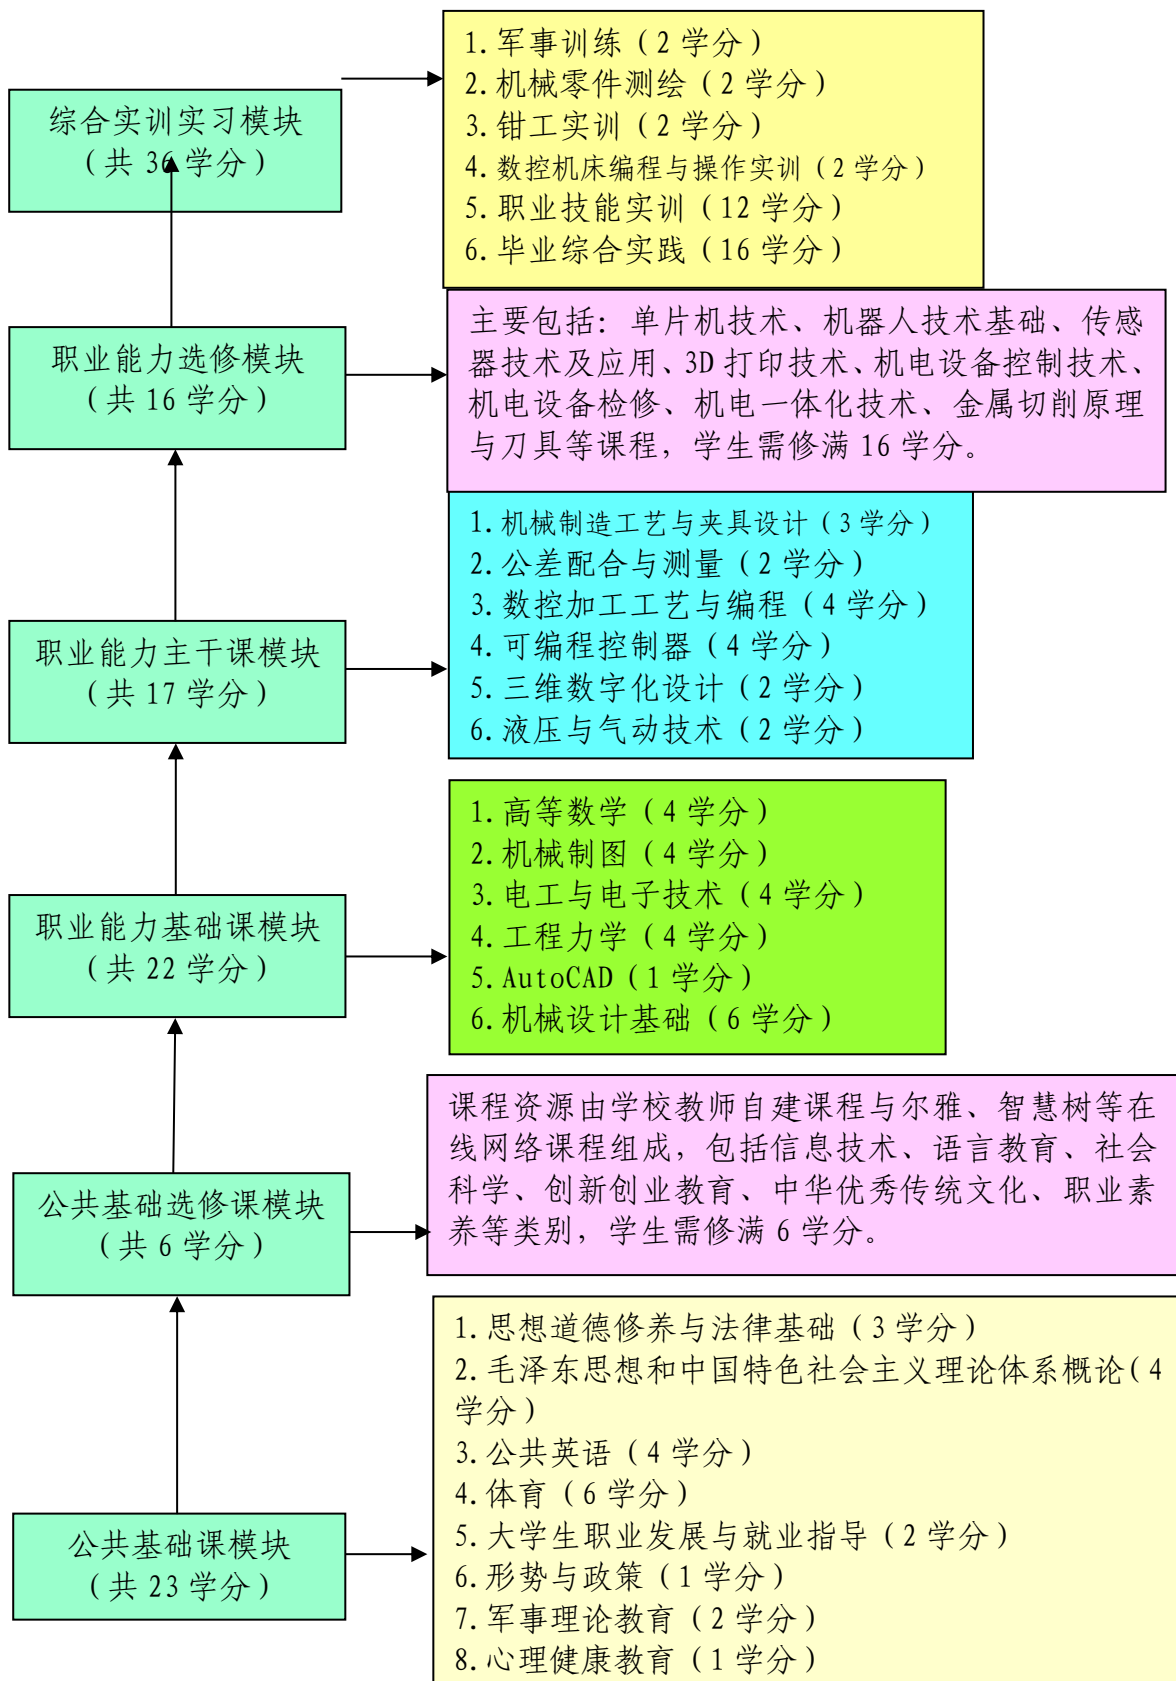 综合实训实习模块
（共 36 学分）
1.军事训练（2 学分）
2.机械零件测绘（2 学分）
3.钳工实训（2 学分）
4.数控机床编程与操作实训（2 学分）
5.职业技能实训（12 学分）
6.毕业综合实践（16 学分）
职业能力选修模块
（共 16 学分）
主要包括：单片机技术、机器人技术基础、传感
器技术及应用、3D 打印技术、机电设备控制技术、
机电设备检修、机电一体化技术、金属切削原理
与刀具等课程，学生需修满 16 学分。
职业能力主干课模块
（共 17 学分）
1.机械制造工艺与夹具设计（3 学分）
2.公差配合与测量（2 学分）
3.数控加工工艺与编程（4 学分）
4.可编程控制器（4 学分）
5.三维数字化设计（2 学分）
6.液压与气动技术（2 学分）
职业能力基础课模块
（共 22 学分）
1.高等数学（4 学分）
2.机械制图（4 学分）
3.电工与电子技术（4 学分）
4.工程力学（4 学分）
5.AutoCAD（1 学分）
6.机械设计基础（6 学分）
公共基础选修课模块
（共 6 学分）
课程资源由学校教师自建课程与尔雅、智慧树等在
线网络课程组成，包括信息技术、语言教育、社会
科学、创新创业教育、中华优秀传统文化、职业素
养等类别，学生需修满 6 学分。
公共基础课模块
（共 23 学分）
1.思想道德修养与法律基础（3 学分）
2.毛泽东思想和中国特色社会主义理论体系概论（4
学分）
3.公共英语（4 学分）
4.体育（6 学分）
5.大学生职业发展与就业指导（2 学分）
6.形势与政策（1 学分）
7.军事理论教育（2 学分）
8.心理健康教育（1 学分）